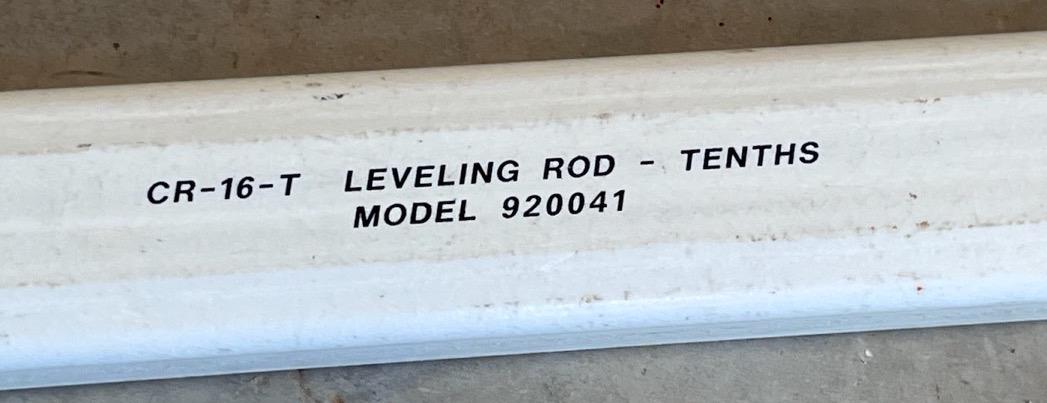 CR-16-T LEVELING ROD - TENTHS
MODEL 920041